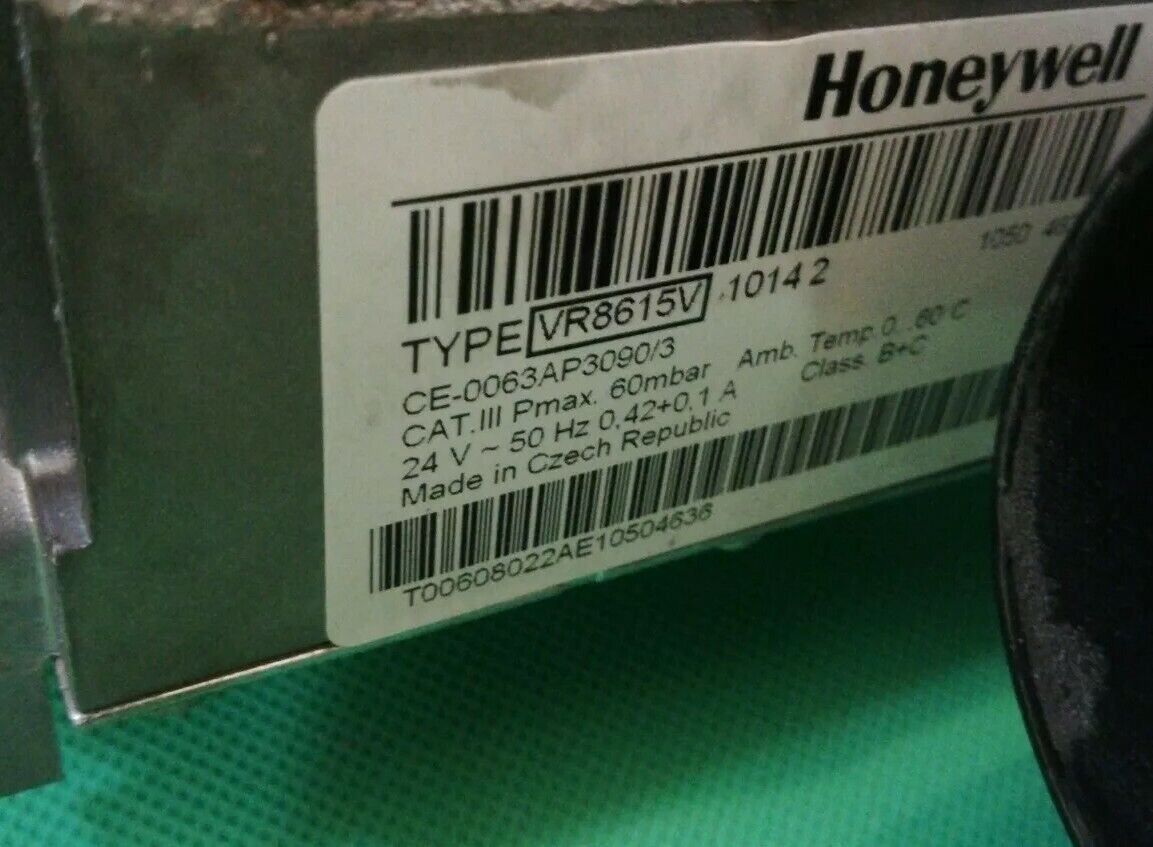 Honeywell
1050
TYPE VR8615V 1014 2
CE-0063AP3090/3
CAT.III Pmax. 60mbar Amb. Temp. 0...60°C
24 V ~ 50 Hz 0,42+0,1 A Class. B+C
Made in Czech Republic
T00608022AE10504636